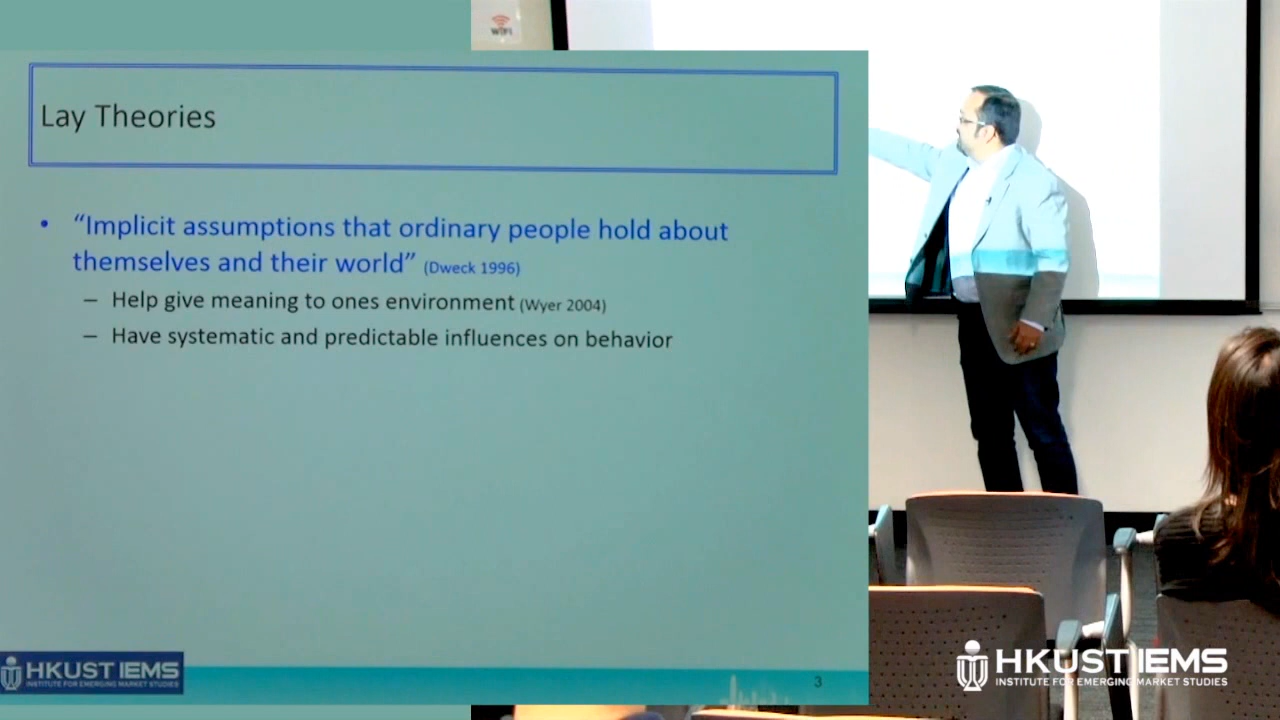 WiFi
Lay Theories
• “Implicit assumptions that ordinary people hold about
themselves and their world” (Dweck 1996)
– Help give meaning to ones environment (Wyer 2004)
– Have systematic and predictable influences on behavior
HKUST IEMS
INSTITUTE FOR EMERGING MARKET STUDIES
3
HKUST IEMS
INSTITUTE FOR EMERGING MARKET STUDIES